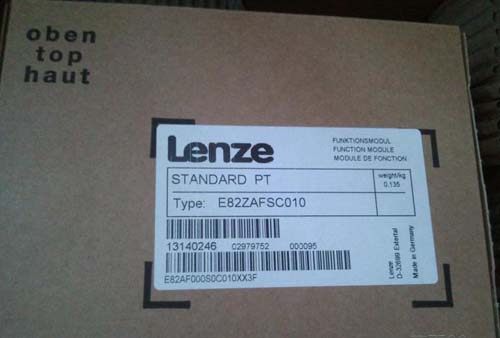 oben
top
haut
Lenze
FUNKTIONSMODUL
FUNCTION MODULE
MODULE DE FONCTION
STANDARD PT
weight/kg
0.135
Type: E82ZAFSC010
13140246 02979752 000095
E82AF000S0C010XX3F
Lenze
D-32699 Extertal
Made in Germany